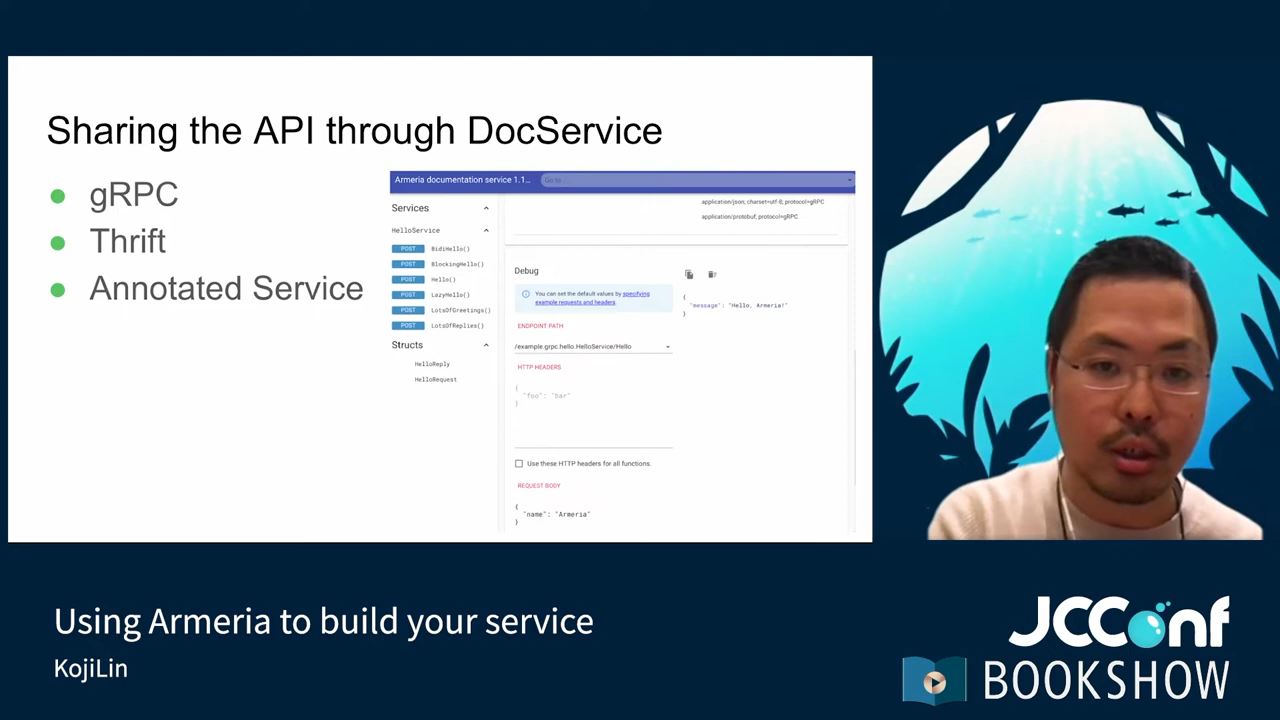 Sharing the API through DocService
gRPC
Thrift
Annotated Service
Armeria documentation service 1.1...
Go to
Services
HelloService
POST BidiHello()
POST BlockingHello()
POST Hello()
POST LazyHello()
POST LotsOfGreetings()
POST LotsOfReplies()
Structs
HelloReply
HelloRequest
application/json; charset=utf-8; protocol=gRPC
application/protobuf; protocol=gRPC
Debug
You can set the default values by specifying
example requests and headers.
ENDPOINT PATH
/example.grpc.hello.HelloService/Hello
HTTP HEADERS
{
"foo": "bar"
}
Use these HTTP headers for all functions.
REQUEST BODY
{
"name": "Armeria"
}
{
"message": "Hello, Armeria!"
}
Using Armeria to build your service
KojiLin
JCConf
BOOKSHOW